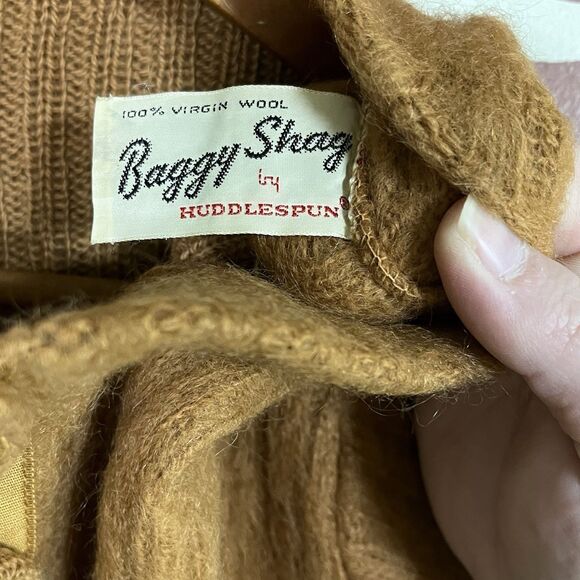 100% VIRGIN WOOL
Baggy Shag
by
HUDDLESPUN®